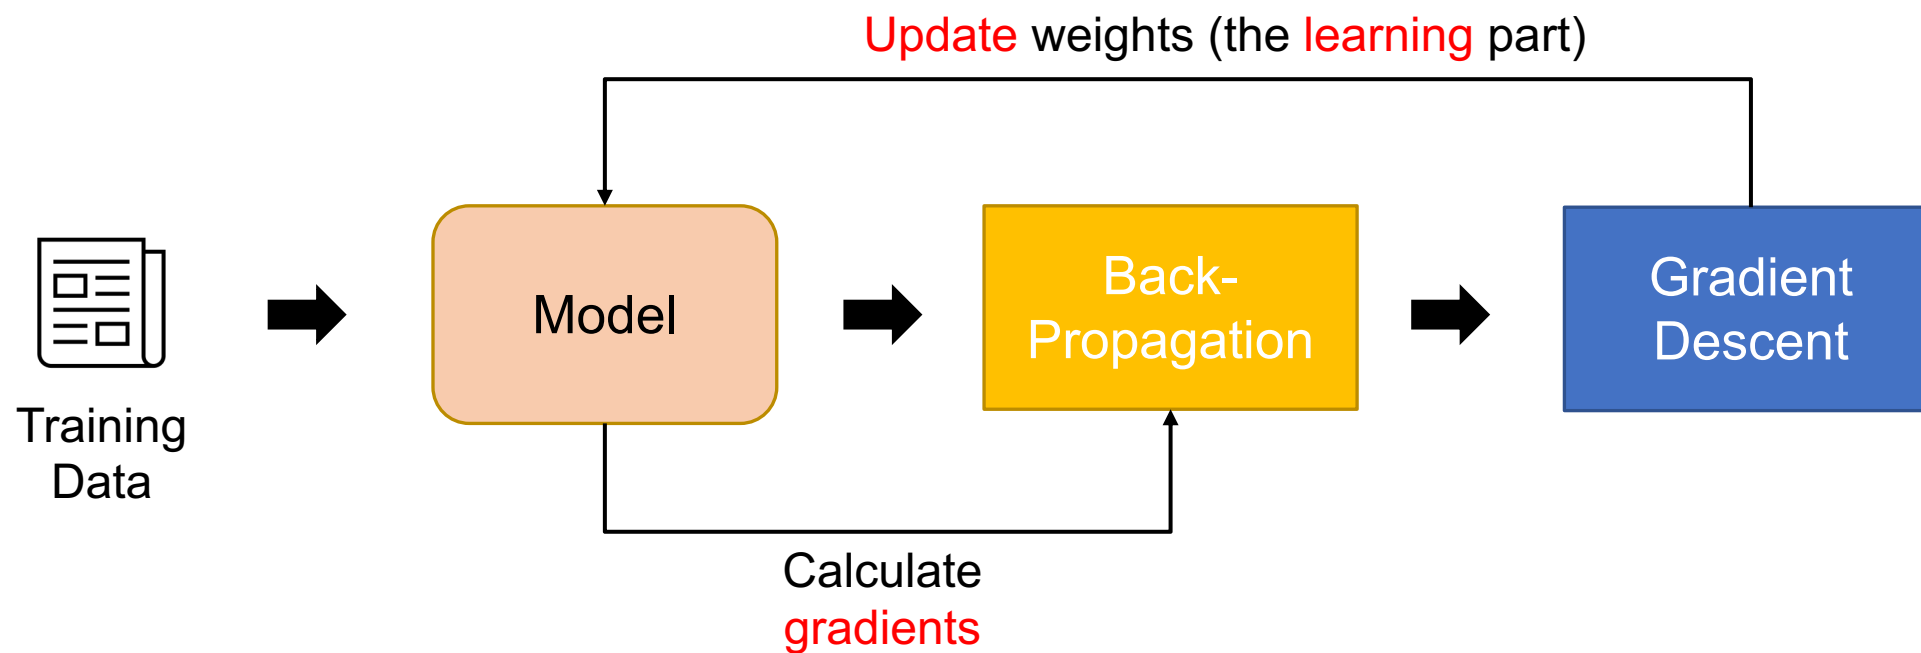 Update weights (the learning part)
Training
Data
Model
Back-
Propagation
Gradient
Descent
Calculate
gradients